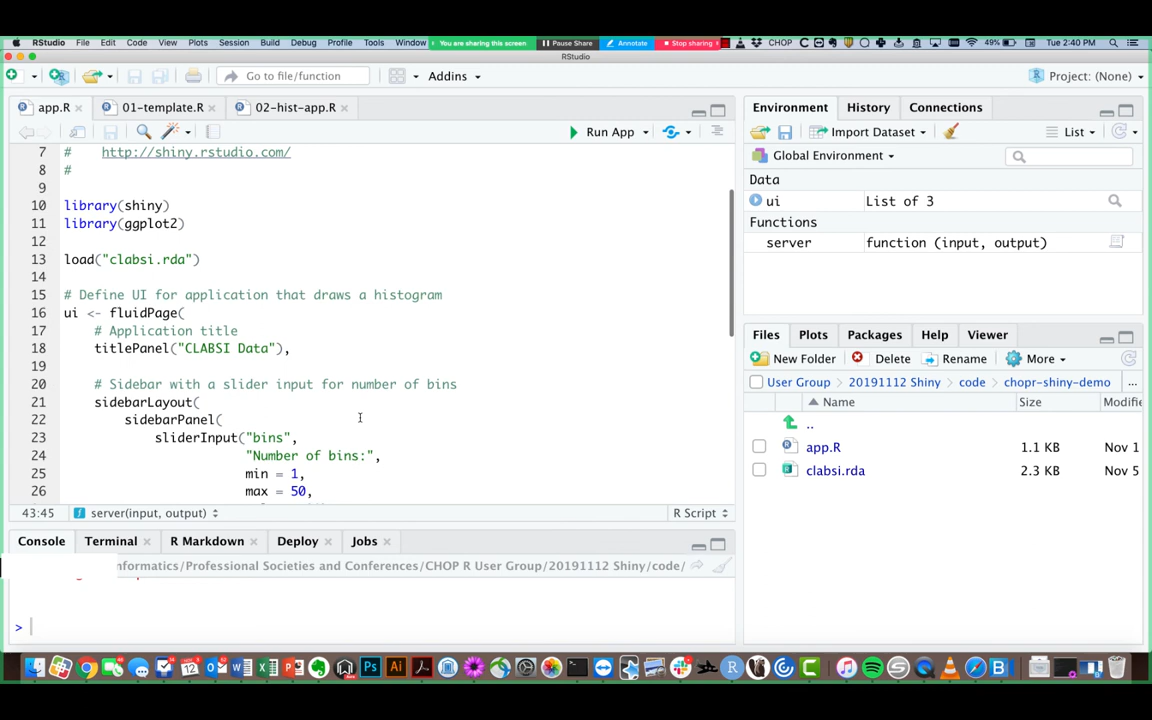 RStudio File Edit Code View Plots Session Build Debug Profile Tools Window You are sharing this screen Pause Share Annotate Stop sharing CHOP 49% Tue 2:40 PM
RStudio
Go to file/function Addins Project: (None)
app.R 01-template.R 02-hist-app.R
Run App
7 # http://shiny.rstudio.com/
8 #
9
10 library(shiny)
11 library(ggplot2)
12
13 load("clabsi.rda")
14
15 # Define UI for application that draws a histogram
16 ui <- fluidPage(
17 # Application title
18 titlePanel("CLABSI Data"),
19
20 # Sidebar with a slider input for number of bins
21 sidebarLayout(
22 sidebarPanel(
23 sliderInput("bins",
24 "Number of bins:",
25 min = 1,
26 max = 50,
43:45 server(input, output) R Script
Console Terminal R Markdown Deploy Jobs
nformatics/Professional Societies and Conferences/CHOP R User Group/20191112 Shiny/code/
>
Environment History Connections
Import Dataset List
Global Environment
Data
ui List of 3
Functions
server function (input, output)
Files Plots Packages Help Viewer
New Folder Delete Rename More
User Group 20191112 Shiny code chopr-shiny-demo ...
Name Size Modifi
..
app.R 1.1 KB Nov 1
clabsi.rda 2.3 KB Nov 5